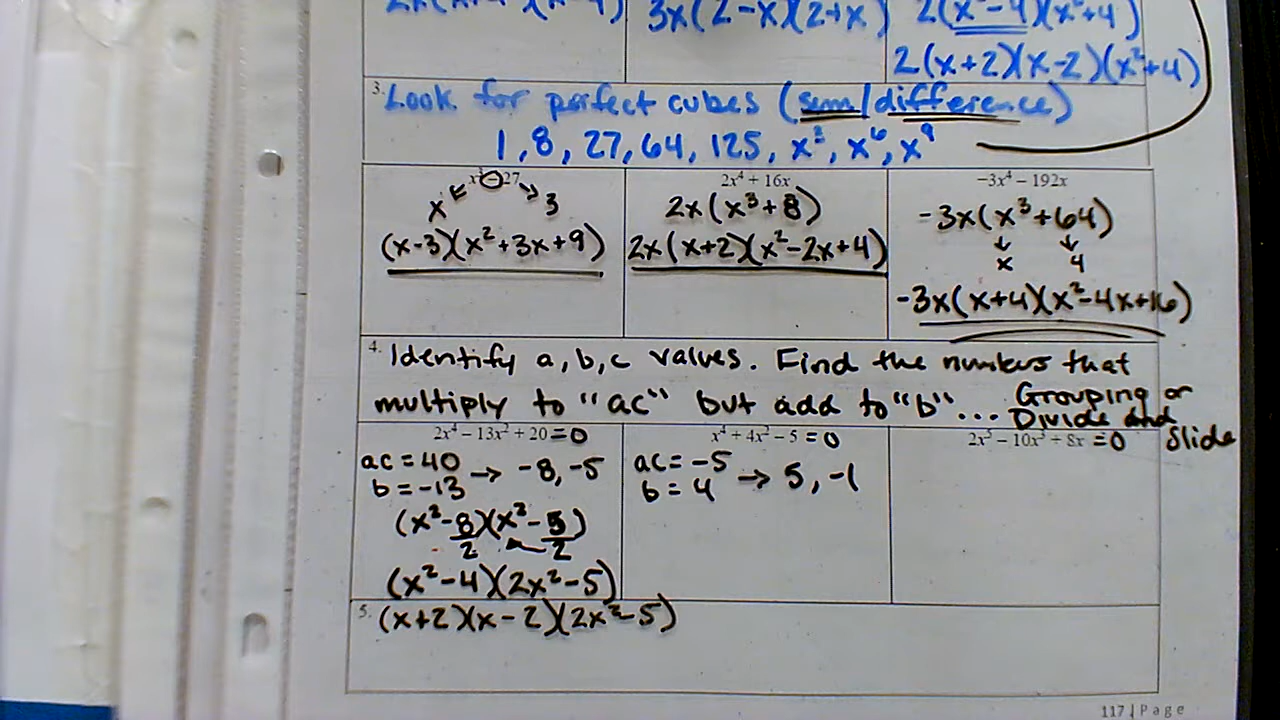 3x(2-x)(2+x)
2(x²-4)(x²+4)
2(x+2)(x-2)(x²+4)
3. Look for perfect cubes (sum/difference)
1, 8, 27, 64, 125, x³, x⁶, x⁹
x³ - 27
x 3
(x-3)(x²+3x+9)
2x⁴ + 16x
2x(x³+8)
2x(x+2)(x²-2x+4)
-3x⁴ - 192x
-3x(x³+64)
x 4
-3x(x+4)(x²-4x+16)
4. Identify a, b, c values. Find the numbers that
multiply to "ac" but add to "b"... Grouping or
Divide and
Slide
2x⁴ - 13x² + 20 = 0
ac = 40
b = -13 → -8, -5
(x²-8/2)(x²-5/2)
(x²-4)(2x²-5)
x⁴ + 4x² - 5 = 0
ac = -5
b = 4 → 5, -1
2x⁵ - 10x³ + 8x = 0
5. (x+2)(x-2)(2x²-5)
117 | Page